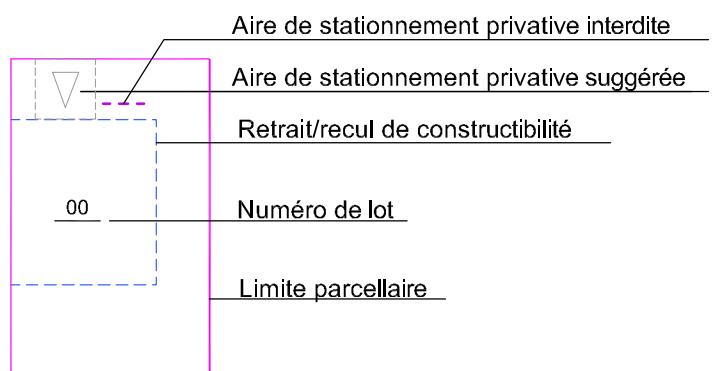 Aire de stationnement privative interdite
Aire de stationnement privative suggérée
Retrait/recul de constructibilité
00
Numéro de lot
Limite parcellaire